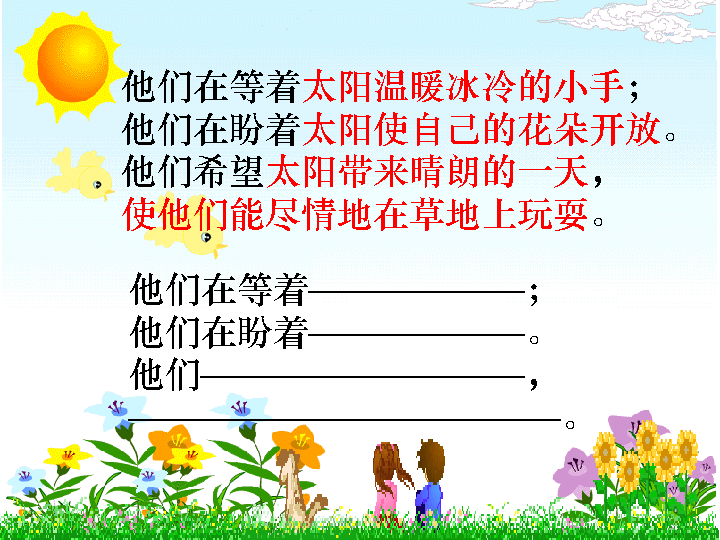 他们在等着太阳温暖冰冷的小手；
他们在盼着太阳使自己的花朵开放。
他们希望太阳带来晴朗的一天，
使他们能尽情地在草地上玩耍。
他们在等着——————；
他们在盼着——————。
他们—————————，
————————————。